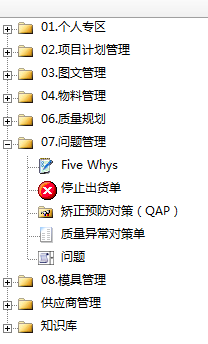 01.个人专区
02.项目计划管理
03.图文管理
04.物料管理
06.质量规划
07.问题管理
Five Whys
停止出货单
矫正预防对策（QAP）
质量异常对策单
问题
08.模具管理
供应商管理
知识库